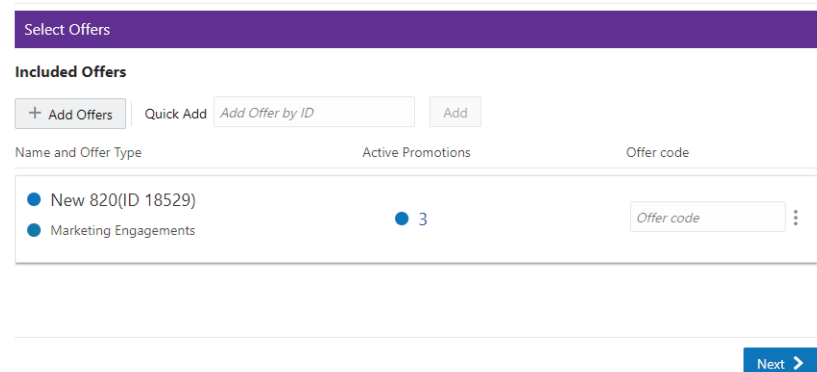 Select Offers
Included Offers
+ Add Offers Quick Add Add Offer by ID Add
Name and Offer Type Active Promotions Offer code
New 820(ID 18529)
Marketing Engagements
3
Offer code
Next